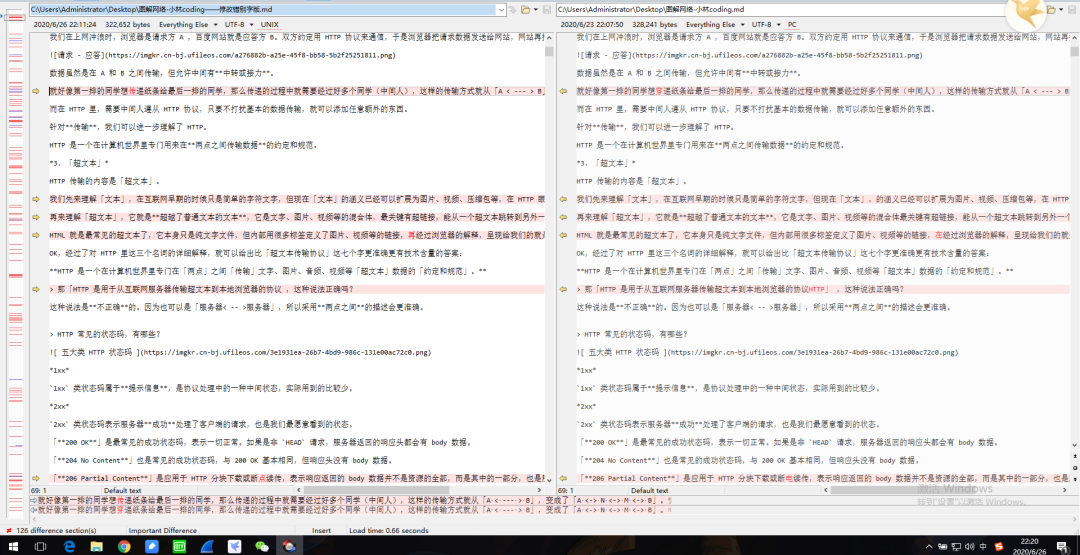 C:\Users\Administrator\Desktop\图解网络-小林coding——修改错别字版.md
2020/6/26 22:11:24 322,652 bytes Everything Else UTF-8 UNIX
我们在上网冲浪时，浏览器是请求方 A ，百度网站就是应答方 B。双方约定用 HTTP 协议来通信，于是浏览器把请求数据发送给网站，网站再
![请求 - 应答](https://imgkr.cn-bj.ufileos.com/a276882b-a25e-45f8-bb58-5b2f25251811.png)
数据虽然是在 A 和 B 之间传输，但允许中间有**中转或接力**。
就好像第一排的同学想传递纸条给最后一排的同学，那么传递的过程中就需要经过好多个同学（中间人），这样的传输方式就从「A < --- > B
而在 HTTP 里，需要中间人遵从 HTTP 协议，只要不打扰基本的数据传输，就可以添加任意额外的东西。
针对**传输**，我们可以进一步理解了 HTTP。
HTTP 是一个在计算机世界里专门用来在**两点之间传输数据**的约定和规范。
*3. 「超文本」*
HTTP 传输的内容是「超文本」。
我们先来理解「文本」，在互联网早期的时候只是简单的字符文字，但现在「文本」的涵义已经可以扩展为图片、视频、压缩包等，在 HTTP 眼
再来理解「超文本」，它就是**超越了普通文本的文本**，它是文字、图片、视频等的混合体，最关键有超链接，能从一个超文本跳转到另外一
HTML 就是最常见的超文本了，它本身只是纯文字文件，但内部用很多标签定义了图片、视频等的链接，再经过浏览器的解释，呈现给我们的就
OK，经过了对 HTTP 里这三个名词的详细解释，就可以给出比「超文本传输协议」这七个字更准确更有技术含量的答案：
**HTTP 是一个在计算机世界里专门在「两点」之间「传输」文字、图片、音频、视频等「超文本」数据的「约定和规范」。**
> 那「HTTP 是用于从互联网服务器传输超文本到本地浏览器的协议 ，这种说法正确吗？
这种说法是**不正确**的。因为也可以是「服务器< -- >服务器」，所以采用**两点之间**的描述会更准确。
> HTTP 常见的状态码，有哪些？
![ 五大类 HTTP 状态码 ](https://imgkr.cn-bj.ufileos.com/3e1931ea-26b7-4bd9-986c-131e00ac72c0.png)
*1xx*
`1xx` 类状态码属于**提示信息**，是协议处理中的一种中间状态，实际用到的比较少。
*2xx*
`2xx` 类状态码表示服务器**成功**处理了客户端的请求，也是我们最愿意看到的状态。
「**200 OK**」是最常见的成功状态码，表示一切正常。如果是非 `HEAD` 请求，服务器返回的响应头都会有 body 数据。
「**204 No Content**」也是常见的成功状态码，与 200 OK 基本相同，但响应头没有 body 数据。
「**206 Partial Content**」是应用于 HTTP 分块下载或断点续传，表示响应返回的 body 数据并不是资源的全部，而是其中的一部分，也是
69: 1 Default text
C:\Users\Administrator\Desktop\图解网络-小林coding.md
2020/6/23 22:07:50 328,241 bytes Everything Else UTF-8 PC
我们在上网冲浪时，浏览器是请求方 A ，百度网站就是应答方 B。双方约定用 HTTP 协议来通信，于是浏览器把请求数据发送给网站，网站再
![请求 - 应答](https://imgkr.cn-bj.ufileos.com/a276882b-a25e-45f8-bb58-5b2f25251811.png)
数据虽然是在 A 和 B 之间传输，但允许中间有**中转或接力**。
就好像第一排的同学想穿递纸条给最后一排的同学，那么传递的过程中就需要经过好多个同学（中间人），这样的传输方式就从「A < --- > B」
而在 HTTP 里，需要中间人遵从 HTTP 协议，只要不打扰基本的数据传输，就可以添加任意额外的东西。
针对**传输**，我们可以进一步理解了 HTTP。
HTTP 是一个在计算机世界里专门用来在**两点之间传输数据**的约定和规范。
*3. 「超文本」*
HTTP 传输的内容是「超文本」。
我们先来理解「文本」，在互联网早期的时候只是简单的字符文字，但现在「文本」。的涵义已经可以扩展为图片、视频、压缩包等，在 HTTP
再来理解「超文本」，它就是**超越了普通文本的文本**，它是文字、图片、视频等的混合体最关键有超链接，能从一个超文本跳转到另外一个
HTML 就是最常见的超文本了，它本身只是纯文字文件，但内部用很多标签定义了图片、视频等的链接，在经过浏览器的解释，呈现给我们的就
OK，经过了对 HTTP 里这三个名词的详细解释，就可以给出比「超文本传输协议」这七个字更准确更有技术含量的答案：
**HTTP 是一个在计算机世界里专门在「两点」之间「传输」文字、图片、音频、视频等「超文本」数据的「约定和规范」。**
> 那「HTTP 是用于从互联网服务器传输超文本到本地浏览器的协议HTTP」 ，这种说法正确吗？
这种说法是**不正确**的。因为也可以是「服务器< -- >服务器」，所以采用**两点之间**的描述会更准确。
> HTTP 常见的状态码，有哪些？
![ 五大类 HTTP 状态码 ](https://imgkr.cn-bj.ufileos.com/3e1931ea-26b7-4bd9-986c-131e00ac72c0.png)
*1xx*
`1xx` 类状态码属于**提示信息**，是协议处理中的一种中间状态，实际用到的比较少。
*2xx*
`2xx` 类状态码表示服务器**成功**处理了客户端的请求，也是我们最愿意看到的状态。
「**200 OK**」是最常见的成功状态码，表示一切正常。如果是非 `HEAD` 请求，服务器返回的响应头都会有 body 数据。
「**204 No Content**」也是常见的成功状态码，与 200 OK 基本相同，但响应头没有 body 数据。
「**206 Partial Content**」是应用于 HTTP 分块下载或断电续传，表示响应返回的 body 数据并不是资源的全部，而是其中的一部分，也是
69: 1 Default text
激活 Windows
转到"设置"以激活 Windows。
就好像第一排的同学想传递纸条给最后一排的同学，那么传递的过程中就需要经过好多个同学（中间人），这样的传输方式就从「A·<·---·>·B」，变成了「A·<->·N·<->·M·<->·B」。
就好像第一排的同学想穿递纸条给最后一排的同学，那么传递的过程中就需要经过好多个同学（中间人），这样的传输方式就从「A·<·---·>·B」，变成了「A·<->·N·<->·M·<->·B」。
126 difference section(s) Important Difference Insert Load time: 0.66 seconds
22:20
2020/6/26